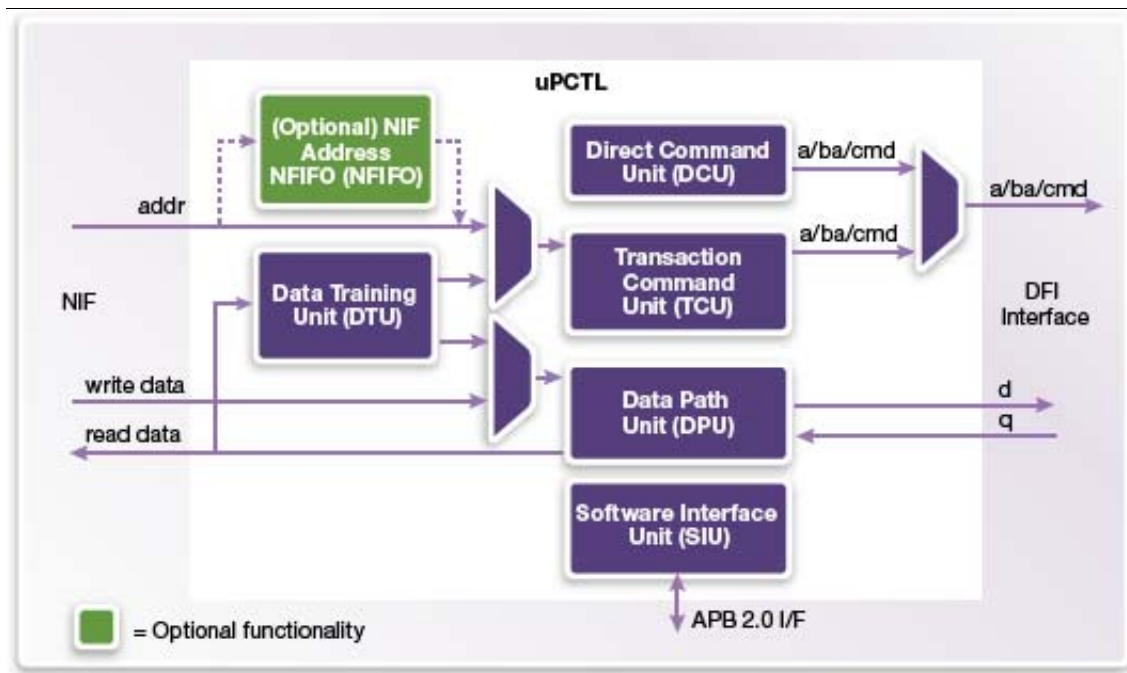 uPCTL
(Optional) NIF
Address
NFIFO (NFIFO)
Direct Command
Unit (DCU)
a/ba/cmd
a/ba/cmd
addr
a/ba/cmd
Transaction
Command
Unit (TCU)
Data Training
Unit (DTU)
NIF
DFI
Interface
write data
Data Path
Unit (DPU)
d
read data
q
Software Interface
Unit (SIU)
APB 2.0 I/F
= Optional functionality